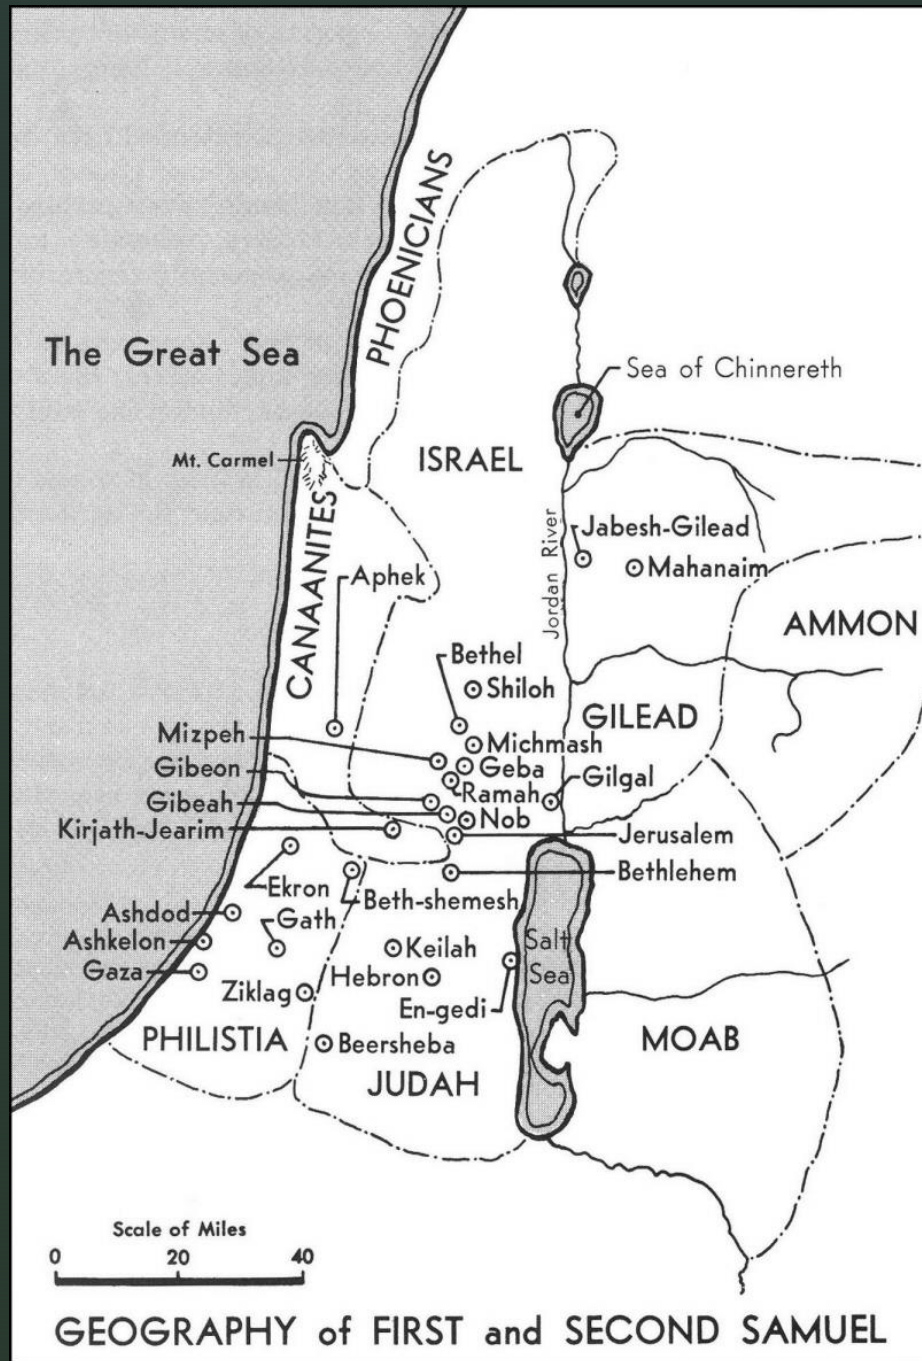 PHOENICIANS
The Great Sea
Sea of Chinnereth
Mt. Carmel
ISRAEL
CANAANITES
Jordan River
Jabesh-Gilead
Aphek
Mahanaim
AMMON
Bethel
Shiloh
GILEAD
Mizpeh
Michmash
Gibeon
Geba
Gilgal
Ramah
Gibeah
Nob
Kirjath-Jearim
Jerusalem
Bethlehem
Ekron
Beth-shemesh
Ashdod
Gath
Ashkelon
Keilah
Salt
Sea
Gaza
Hebron
Ziklag
En-gedi
PHILISTIA
Beersheba
MOAB
JUDAH
Scale of Miles
0 20 40
GEOGRAPHY of FIRST and SECOND SAMUEL